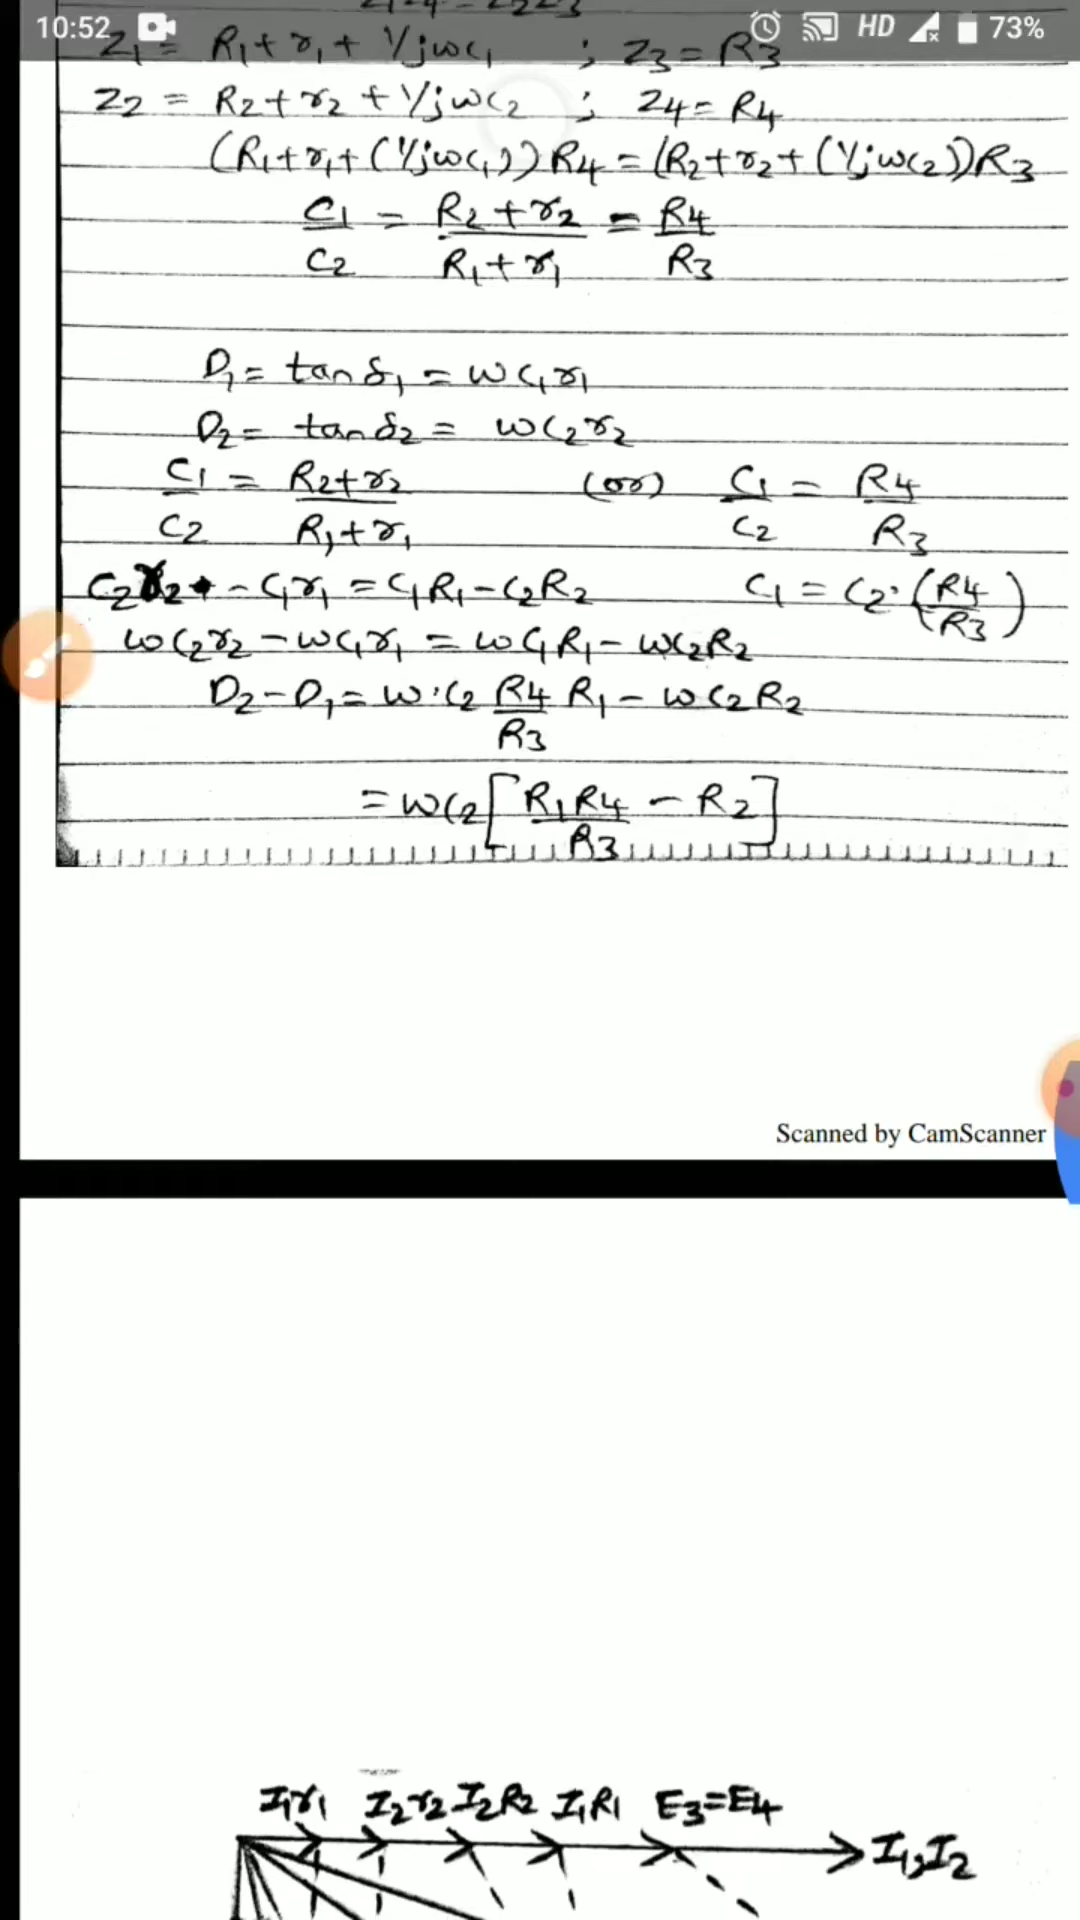 10:52 HD 73%
Z1 = R1 + r1 + 1/jωC1 ; Z3 = R3
Z2 = R2 + r2 + 1/jωC2 ; Z4 = R4
(R1 + r1 + (1/jωC1)) R4 = (R2 + r2 + (1/jωC2)) R3
C1/C2 = (R2 + r2)/(R1 + r1) = R4/R3
D1 = tan δ1 = ωC1r1
D2 = tan δ2 = ωC2r2
C1/C2 = (R2 + r2)/(R1 + r1) (or) C1/C2 = R4/R3
C2r2 - C1r1 = C1R1 - C2R2 C1 = C2·(R4/R3)
ωC2r2 - ωC1r1 = ωC1R1 - ωC2R2
D2 - D1 = ω·C2 R4/R3 R1 - ωC2R2
= ωC2 [R1R4/R3 - R2]
Scanned by CamScanner
I1r1 I2r2 I2R2 I1R1 E3=E4
I1,I2